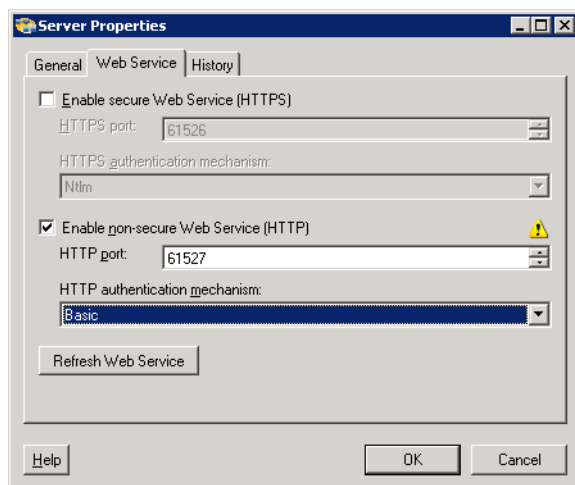 Server Properties
General Web Service History
Enable secure Web Service (HTTPS)
HTTPS port: 61526
HTTPS authentication mechanism:
Ntlm
Enable non-secure Web Service (HTTP)
HTTP port: 61527
HTTP authentication mechanism:
Basic
Refresh Web Service
Help OK Cancel